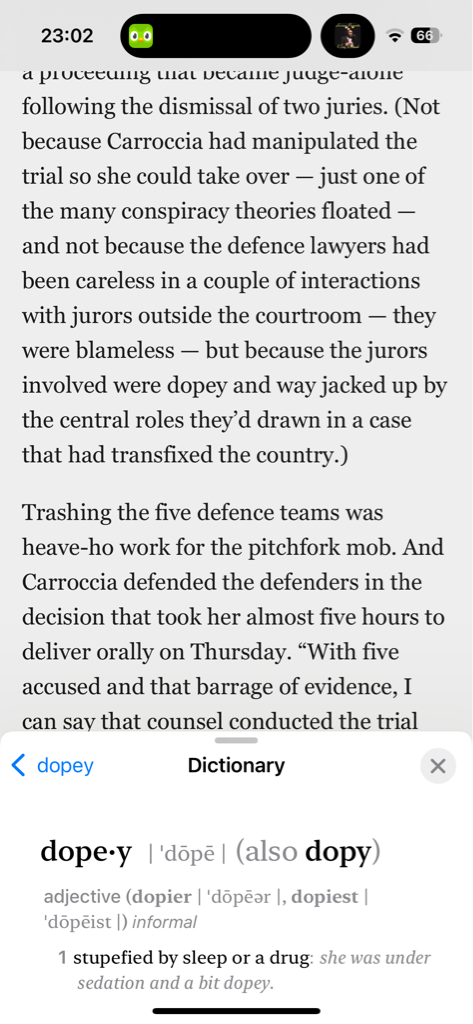 23:02
66
a proceeding that became judge-alone
following the dismissal of two juries. (Not
because Carroccia had manipulated the
trial so she could take over — just one of
the many conspiracy theories floated —
and not because the defence lawyers had
been careless in a couple of interactions
with jurors outside the courtroom — they
were blameless — but because the jurors
involved were dopey and way jacked up by
the central roles they’d drawn in a case
that had transfixed the country.)
Trashing the five defence teams was
heave-ho work for the pitchfork mob. And
Carroccia defended the defenders in the
decision that took her almost five hours to
deliver orally on Thursday. “With five
accused and that barrage of evidence, I
can say that counsel conducted the trial
dopey
Dictionary
dope·y | ˈdōpē | (also dopy)
adjective (dopier | ˈdōpēər |, dopiest |
ˈdōpēist |) informal
1 stupefied by sleep or a drug: she was under
sedation and a bit dopey.